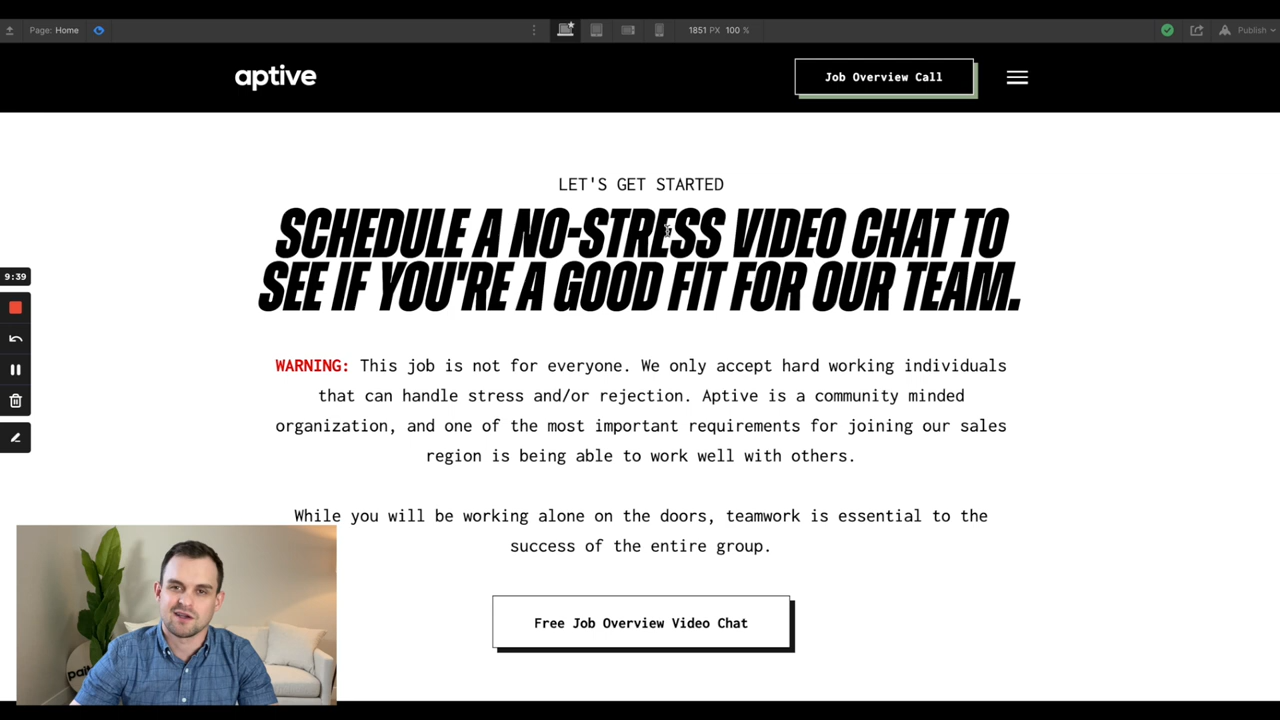 Page: Home
1851 PX 100 %
Publish
aptive
Job Overview Call
LET'S GET STARTED
SCHEDULE A NO-STRESS VIDEO CHAT TO
SEE IF YOU'RE A GOOD FIT FOR OUR TEAM.
9:39
WARNING: This job is not for everyone. We only accept hard working individuals
that can handle stress and/or rejection. Aptive is a community minded
organization, and one of the most important requirements for joining our sales
region is being able to work well with others.
While you will be working alone on the doors, teamwork is essential to the
success of the entire group.
Free Job Overview Video Chat